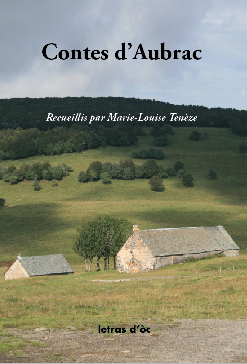 Contes d’Aubrac
Recueillis par Marie-Louise Tenèze
letras d’òc